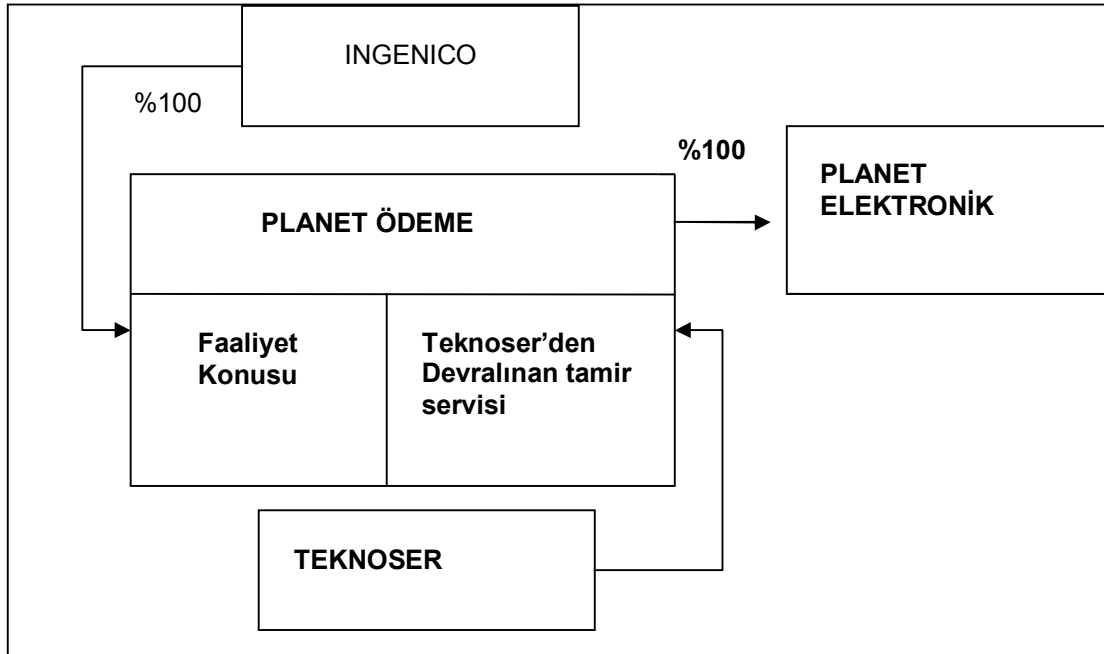 INGENICO
%100
%100
PLANET
ELEKTRONİK
PLANET ÖDEME
Faaliyet
Konusu
Teknoser’den
Devralınan tamir
servisi
TEKNOSER